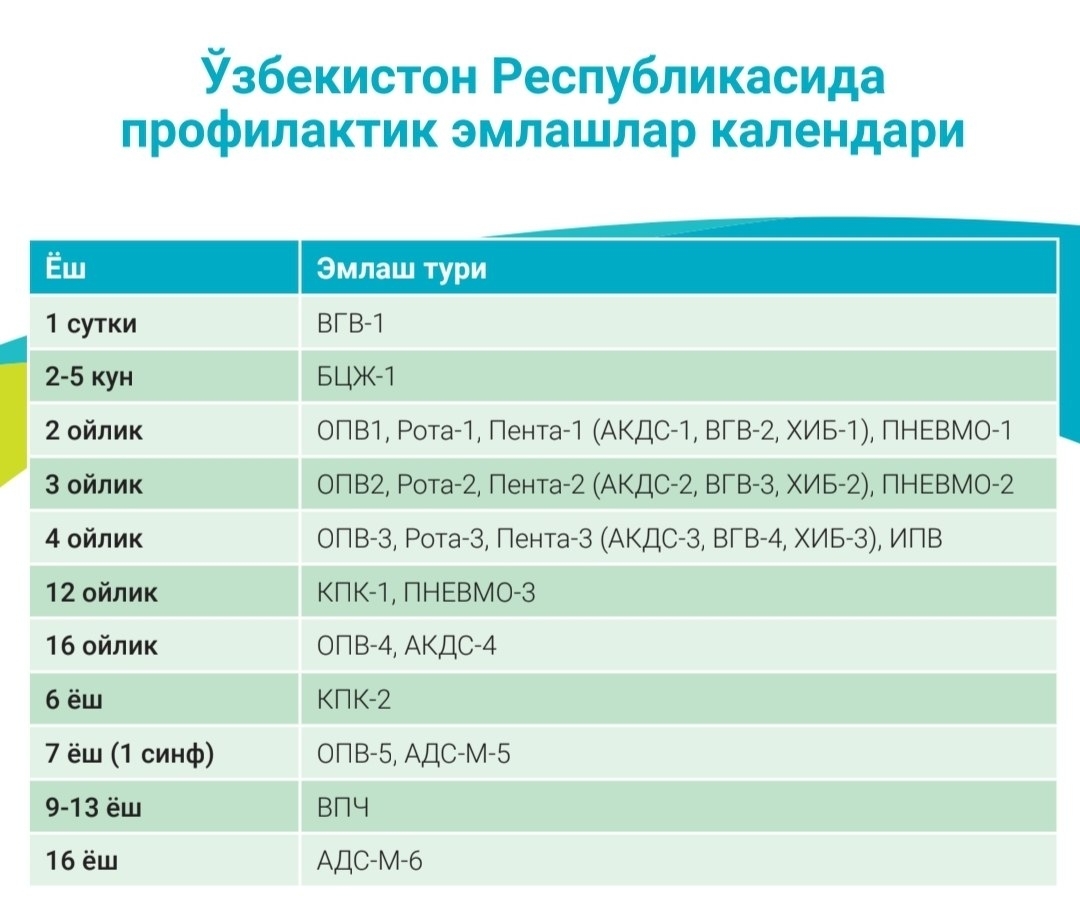 Ўзбекистон Республикасида
профилактик эмлашлар календари
Ёш Эмлаш тури
1 сутки ВГВ-1
2-5 кун БЦЖ-1
2 ойлик ОПВ1, Рота-1, Пента-1 (АКДС-1, ВГВ-2, ХИБ-1), ПНЕВМО-1
3 ойлик ОПВ2, Рота-2, Пента-2 (АКДС-2, ВГВ-3, ХИБ-2), ПНЕВМО-2
4 ойлик ОПВ-3, Рота-3, Пента-3 (АКДС-3, ВГВ-4, ХИБ-3), ИПВ
12 ойлик КПК-1, ПНЕВМО-3
16 ойлик ОПВ-4, АКДС-4
6 ёш КПК-2
7 ёш (1 синф) ОПВ-5, АДС-М-5
9-13 ёш ВПЧ
16 ёш АДС-М-6